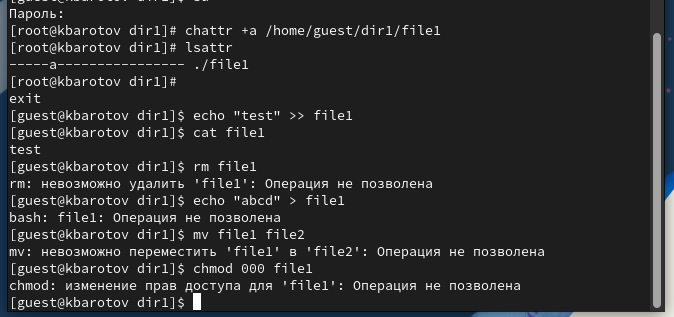 Пароль:
[root@kbarotov dir1]# chattr +a /home/guest/dir1/file1
[root@kbarotov dir1]# lsattr
-----a---------------- ./file1
[root@kbarotov dir1]#
exit
[guest@kbarotov dir1]$ echo "test" >> file1
[guest@kbarotov dir1]$ cat file1
test
[guest@kbarotov dir1]$ rm file1
rm: невозможно удалить 'file1': Операция не позволена
[guest@kbarotov dir1]$ echo "abcd" > file1
bash: file1: Операция не позволена
[guest@kbarotov dir1]$ mv file1 file2
mv: невозможно переместить 'file1' в 'file2': Операция не позволена
[guest@kbarotov dir1]$ chmod 000 file1
chmod: изменение прав доступа для 'file1': Операция не позволена
[guest@kbarotov dir1]$